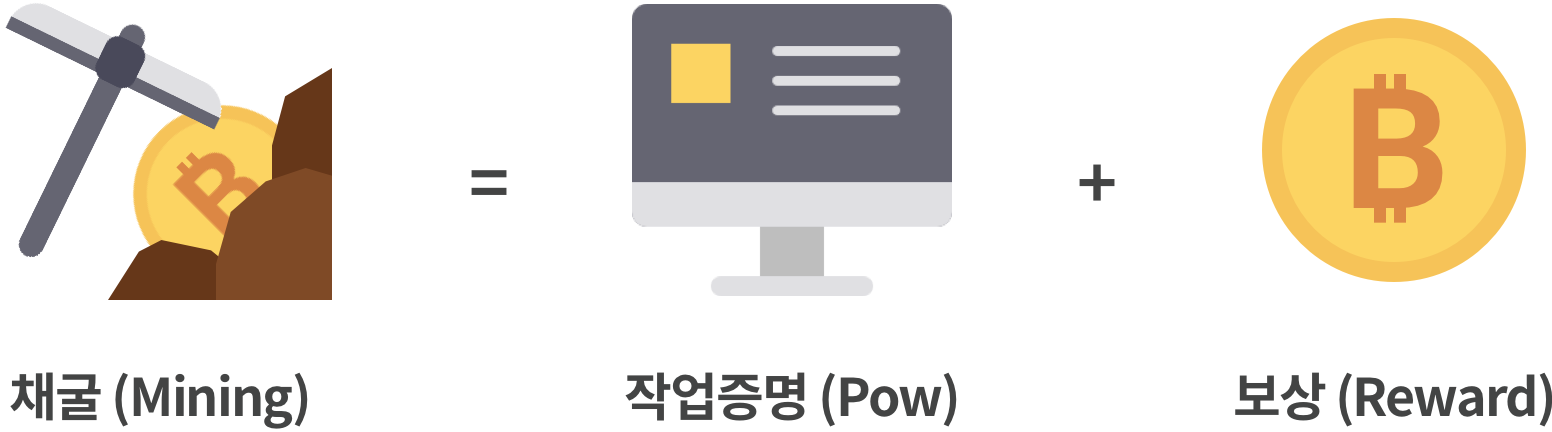 = +
채굴 (Mining) 작업증명 (Pow) 보상 (Reward)